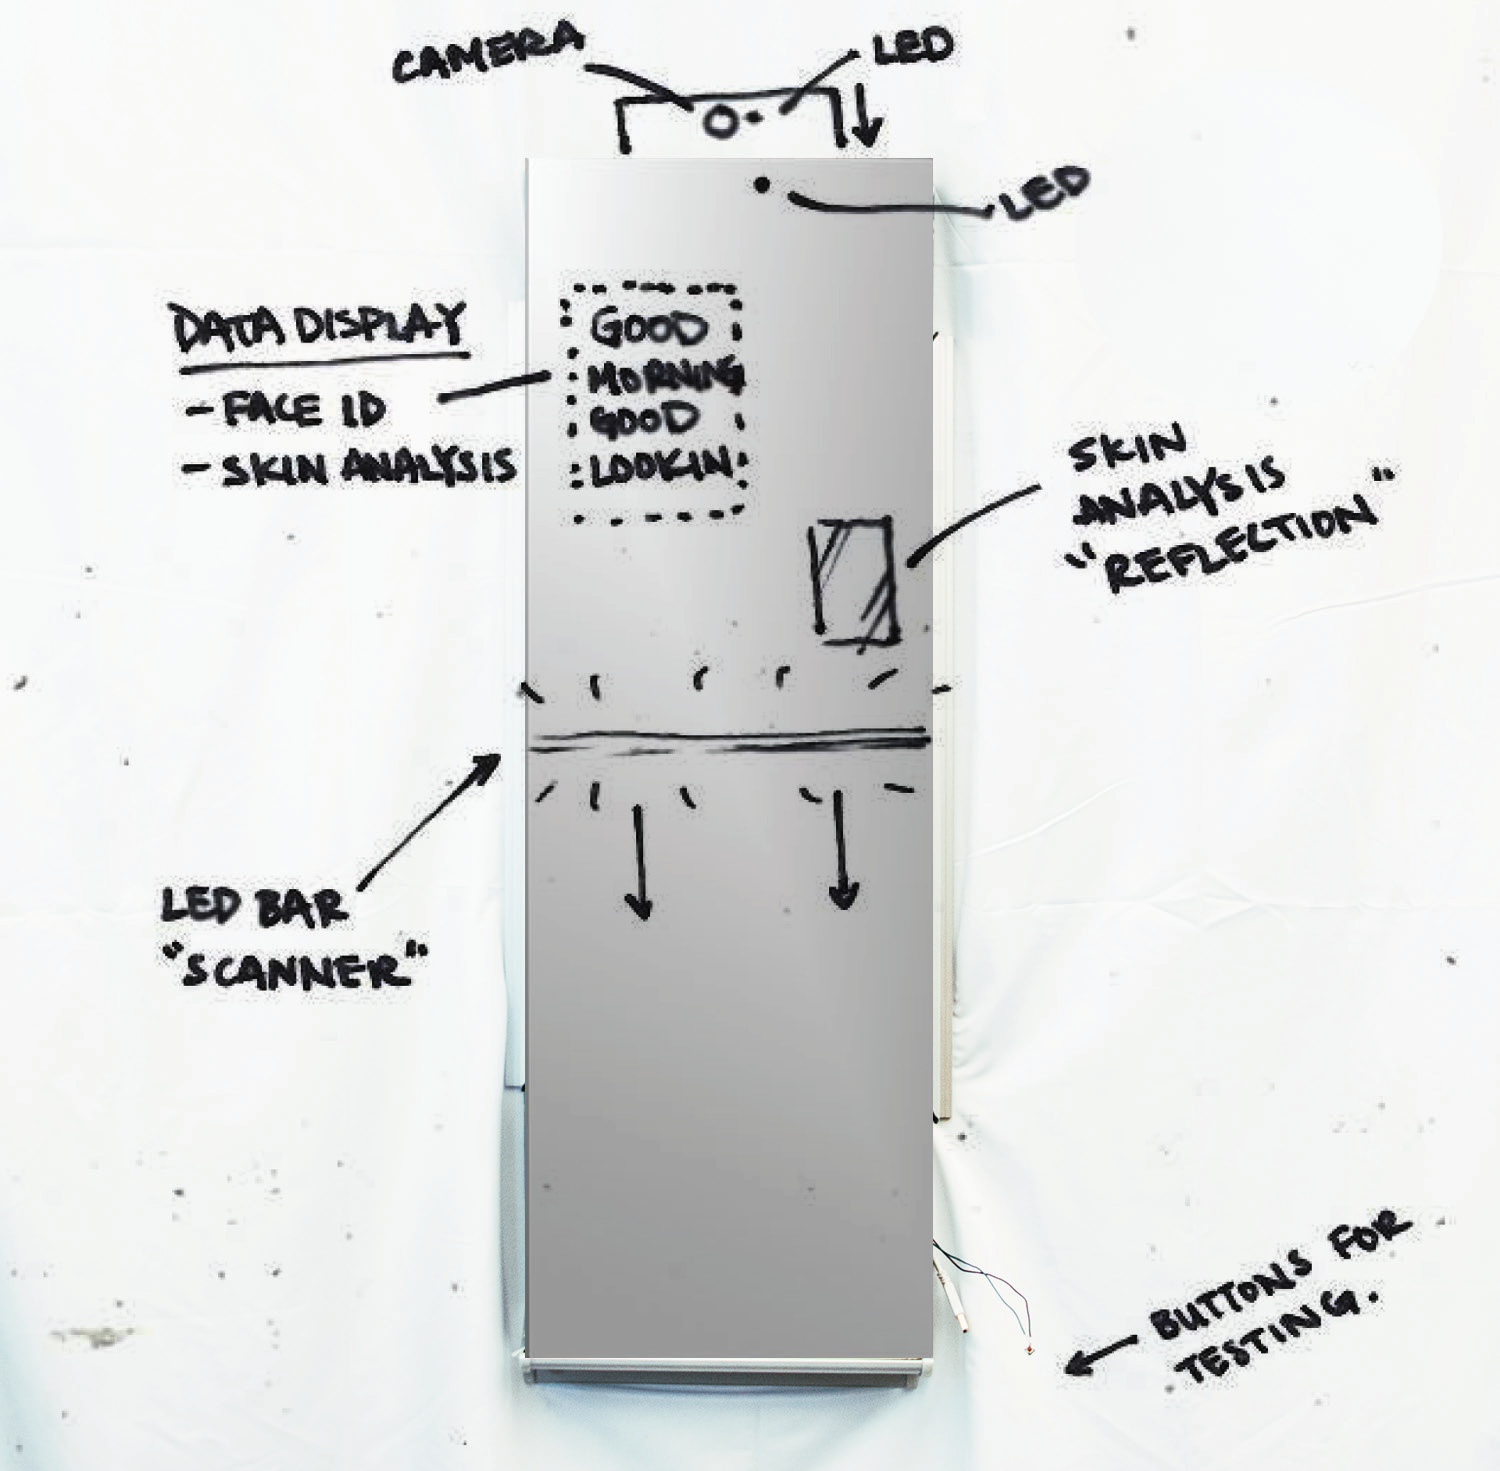 CAMERA
LED
LED
DATA DISPLAY
- FACE ID
- SKIN ANALYSIS
GOOD
MORNING
GOOD
LOOKIN
SKIN
ANALYSIS
"REFLECTION"
LED BAR
"SCANNER"
BUTTONS FOR
TESTING.